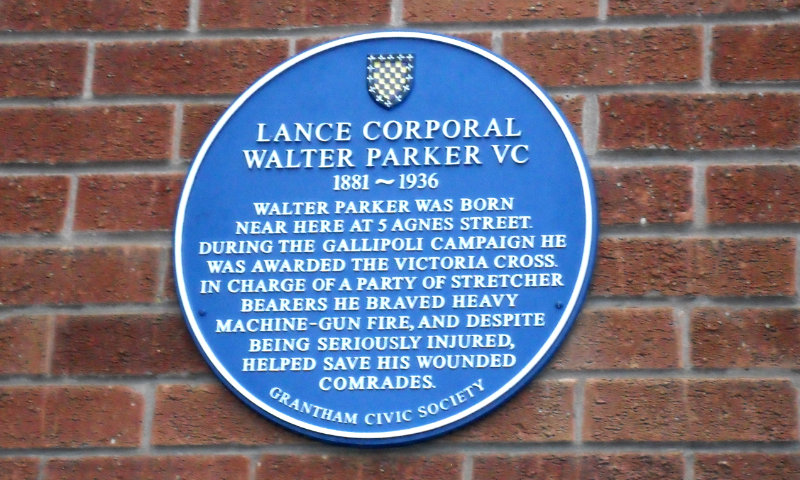 LANCE CORPORAL
WALTER PARKER VC
1881 ~ 1936
WALTER PARKER WAS BORN
NEAR HERE AT 5 AGNES STREET.
DURING THE GALLIPOLI CAMPAIGN HE
WAS AWARDED THE VICTORIA CROSS.
IN CHARGE OF A PARTY OF STRETCHER
BEARERS HE BRAVED HEAVY
MACHINE-GUN FIRE, AND DESPITE
BEING SERIOUSLY INJURED,
HELPED SAVE HIS WOUNDED
COMRADES.
GRANTHAM CIVIC SOCIETY